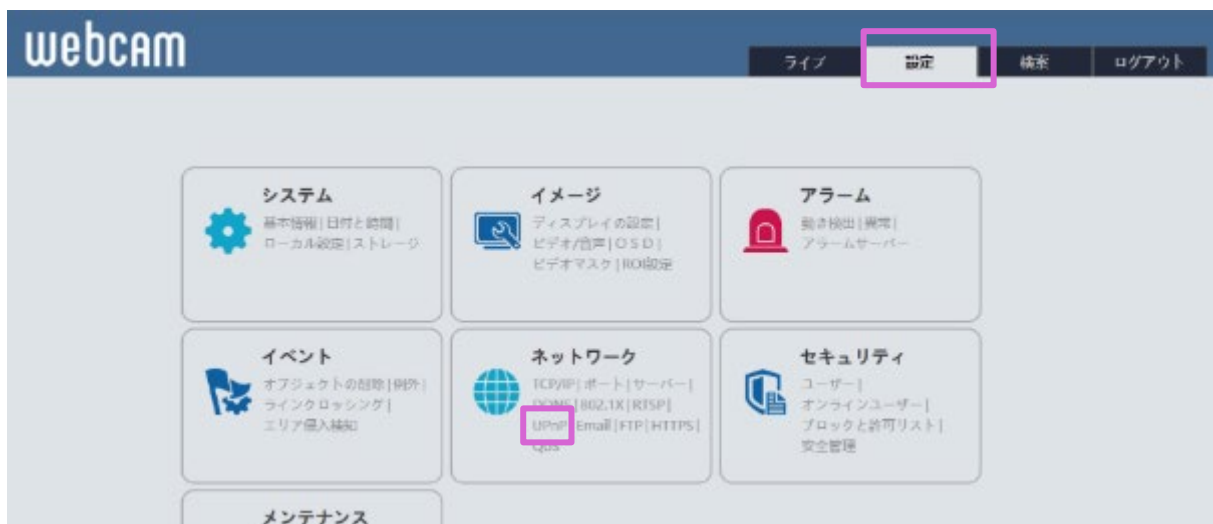 webcam
ライブ 設定 検索 ログアウト
システム
基本情報|日付と時間|
ローカル設定|ストレージ
イメージ
ディスプレイの設定|
ビデオ/音声|OSD|
ビデオマスク|ROI設定
アラーム
動き検出|異常|
アラームサーバー
イベント
オブジェクトの削除|例外|
ラインクロッシング|
エリア侵入検知
ネットワーク
TCP/IP|ポート|サーバー|
DDNS|802.1X|RTSP|
UPnP|Email|FTP|HTTPS|
QoS
セキュリティ
ユーザー|
オンラインユーザー|
ブロックと許可リスト|
安全管理
メンテナンス